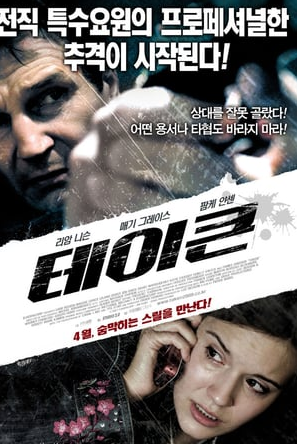 전직 특수요원의 프로페셔널한
추격이 시작된다!
상대를 잘못 골랐다!
어떤 용서나 타협도 바라지 마라!
리암 니슨 매기 그레이스 팜케 얀센
테이큰
4월, 숨막히는 스릴을 만난다!